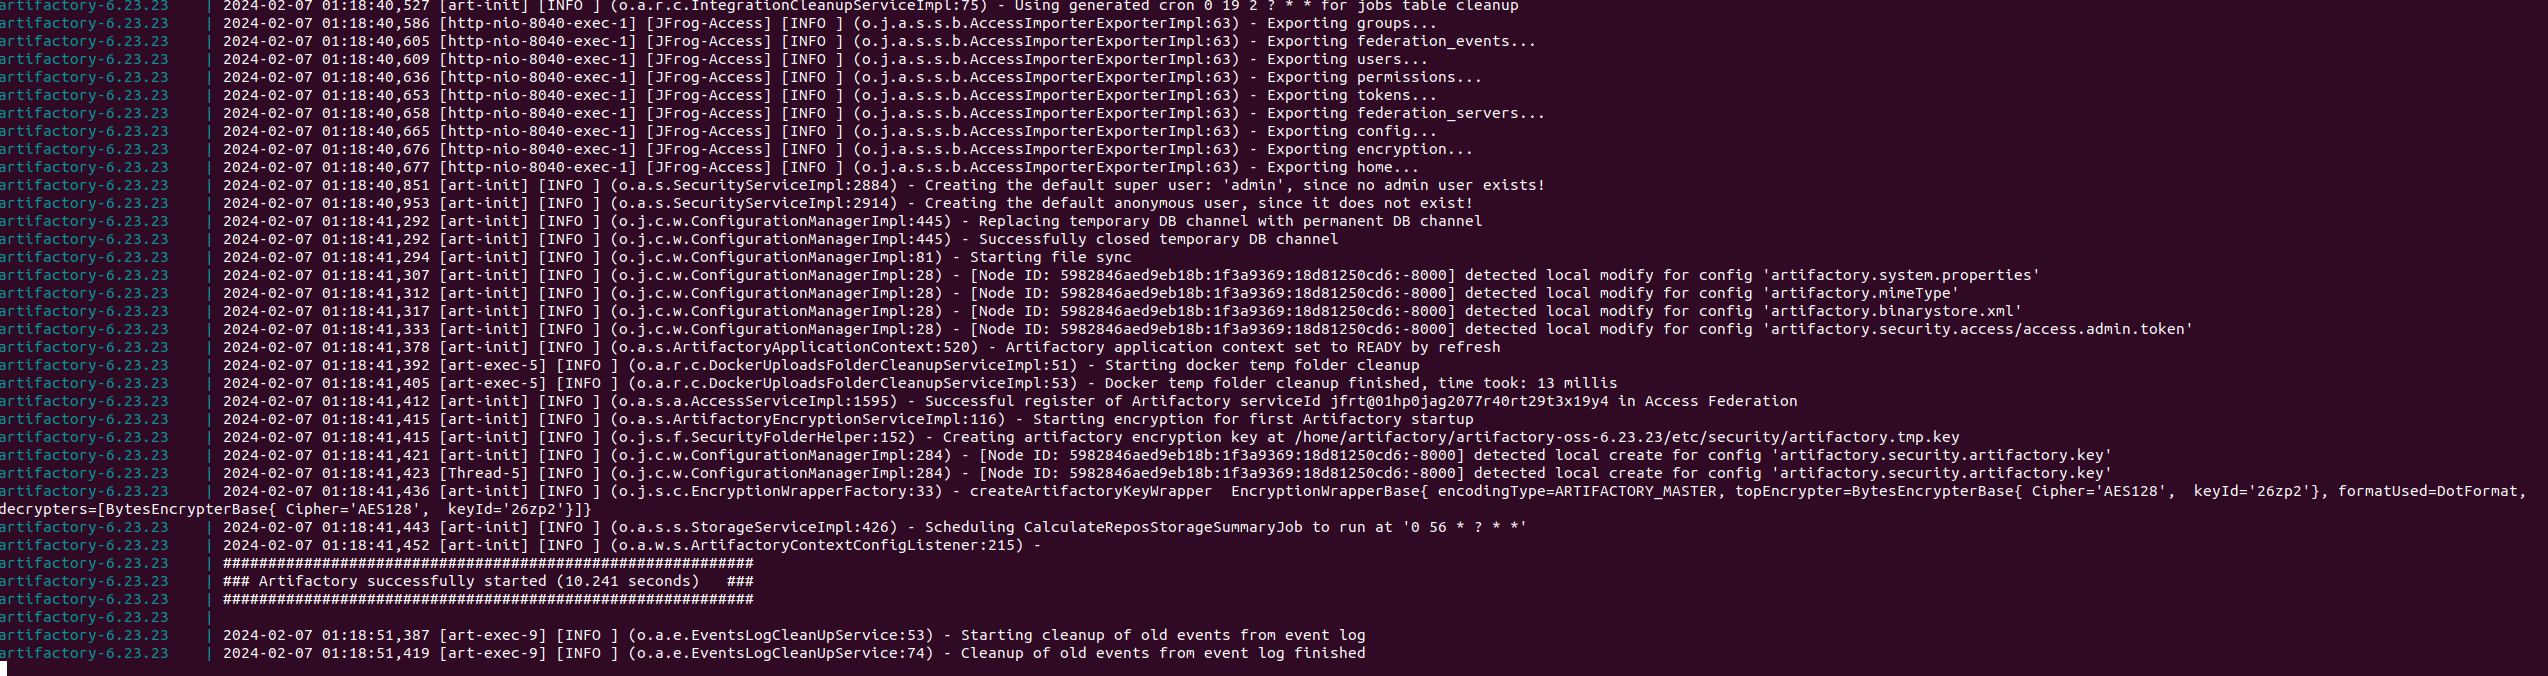 artifactory-6.23.23    | 2024-02-07 01:18:40,527 [art-init] [INFO ] (o.a.r.c.IntegrationCleanupServiceImpl:75) - Using generated cron 0 19 2 ? * * for jobs table cleanup
artifactory-6.23.23    | 2024-02-07 01:18:40,586 [http-nio-8040-exec-1] [JFrog-Access] [INFO ] (o.j.a.s.s.b.AccessImporterExporterImpl:63) - Exporting groups...
artifactory-6.23.23    | 2024-02-07 01:18:40,605 [http-nio-8040-exec-1] [JFrog-Access] [INFO ] (o.j.a.s.s.b.AccessImporterExporterImpl:63) - Exporting federation_events...
artifactory-6.23.23    | 2024-02-07 01:18:40,609 [http-nio-8040-exec-1] [JFrog-Access] [INFO ] (o.j.a.s.s.b.AccessImporterExporterImpl:63) - Exporting users...
artifactory-6.23.23    | 2024-02-07 01:18:40,636 [http-nio-8040-exec-1] [JFrog-Access] [INFO ] (o.j.a.s.s.b.AccessImporterExporterImpl:63) - Exporting permissions...
artifactory-6.23.23    | 2024-02-07 01:18:40,653 [http-nio-8040-exec-1] [JFrog-Access] [INFO ] (o.j.a.s.s.b.AccessImporterExporterImpl:63) - Exporting tokens...
artifactory-6.23.23    | 2024-02-07 01:18:40,658 [http-nio-8040-exec-1] [JFrog-Access] [INFO ] (o.j.a.s.s.b.AccessImporterExporterImpl:63) - Exporting federation_servers...
artifactory-6.23.23    | 2024-02-07 01:18:40,665 [http-nio-8040-exec-1] [JFrog-Access] [INFO ] (o.j.a.s.s.b.AccessImporterExporterImpl:63) - Exporting config...
artifactory-6.23.23    | 2024-02-07 01:18:40,676 [http-nio-8040-exec-1] [JFrog-Access] [INFO ] (o.j.a.s.s.b.AccessImporterExporterImpl:63) - Exporting encryption...
artifactory-6.23.23    | 2024-02-07 01:18:40,677 [http-nio-8040-exec-1] [JFrog-Access] [INFO ] (o.j.a.s.s.b.AccessImporterExporterImpl:63) - Exporting home...
artifactory-6.23.23    | 2024-02-07 01:18:40,851 [art-init] [INFO ] (o.a.s.SecurityServiceImpl:2884) - Creating the default super user: 'admin', since no admin user exists!
artifactory-6.23.23    | 2024-02-07 01:18:40,953 [art-init] [INFO ] (o.a.s.SecurityServiceImpl:2914) - Creating the default anonymous user, since it does not exist!
artifactory-6.23.23    | 2024-02-07 01:18:41,292 [art-init] [INFO ] (o.j.c.w.ConfigurationManagerImpl:445) - Replacing temporary DB channel with permanent DB channel
artifactory-6.23.23    | 2024-02-07 01:18:41,292 [art-init] [INFO ] (o.j.c.w.ConfigurationManagerImpl:445) - Successfully closed temporary DB channel
artifactory-6.23.23    | 2024-02-07 01:18:41,294 [art-init] [INFO ] (o.j.c.w.ConfigurationManagerImpl:81) - Starting file sync
artifactory-6.23.23    | 2024-02-07 01:18:41,307 [art-init] [INFO ] (o.j.c.w.ConfigurationManagerImpl:28) - [Node ID: 5982846aed9eb18b:1f3a9369:18d81250cd6:-8000] detected local modify for config 'artifactory.system.properties'
artifactory-6.23.23    | 2024-02-07 01:18:41,312 [art-init] [INFO ] (o.j.c.w.ConfigurationManagerImpl:28) - [Node ID: 5982846aed9eb18b:1f3a9369:18d81250cd6:-8000] detected local modify for config 'artifactory.mimeType'
artifactory-6.23.23    | 2024-02-07 01:18:41,317 [art-init] [INFO ] (o.j.c.w.ConfigurationManagerImpl:28) - [Node ID: 5982846aed9eb18b:1f3a9369:18d81250cd6:-8000] detected local modify for config 'artifactory.binarystore.xml'
artifactory-6.23.23    | 2024-02-07 01:18:41,333 [art-init] [INFO ] (o.j.c.w.ConfigurationManagerImpl:28) - [Node ID: 5982846aed9eb18b:1f3a9369:18d81250cd6:-8000] detected local modify for config 'artifactory.security.access/access.admin.token'
artifactory-6.23.23    | 2024-02-07 01:18:41,378 [art-init] [INFO ] (o.a.s.ArtifactoryApplicationContext:520) - Artifactory application context set to READY by refresh
artifactory-6.23.23    | 2024-02-07 01:18:41,392 [art-exec-5] [INFO ] (o.a.r.c.DockerUploadsFolderCleanupServiceImpl:51) - Starting docker temp folder cleanup
artifactory-6.23.23    | 2024-02-07 01:18:41,405 [art-exec-5] [INFO ] (o.a.r.c.DockerUploadsFolderCleanupServiceImpl:53) - Docker temp folder cleanup finished, time took: 13 millis
artifactory-6.23.23    | 2024-02-07 01:18:41,412 [art-init] [INFO ] (o.a.s.a.AccessServiceImpl:1595) - Successful register of Artifactory serviceId jfrt@01hp0jag2077r40rt29t3x19y4 in Access Federation
artifactory-6.23.23    | 2024-02-07 01:18:41,415 [art-init] [INFO ] (o.a.s.ArtifactoryEncryptionServiceImpl:116) - Starting encryption for first Artifactory startup
artifactory-6.23.23    | 2024-02-07 01:18:41,415 [art-init] [INFO ] (o.j.s.f.SecurityFolderHelper:152) - Creating artifactory encryption key at /home/artifactory/artifactory-oss-6.23.23/etc/security/artifactory.tmp.key
artifactory-6.23.23    | 2024-02-07 01:18:41,421 [art-init] [INFO ] (o.j.c.w.ConfigurationManagerImpl:284) - [Node ID: 5982846aed9eb18b:1f3a9369:18d81250cd6:-8000] detected local create for config 'artifactory.security.artifactory.key'
artifactory-6.23.23    | 2024-02-07 01:18:41,423 [Thread-5] [INFO ] (o.j.c.w.ConfigurationManagerImpl:284) - [Node ID: 5982846aed9eb18b:1f3a9369:18d81250cd6:-8000] detected local create for config 'artifactory.security.artifactory.key'
artifactory-6.23.23    | 2024-02-07 01:18:41,436 [art-init] [INFO ] (o.j.s.c.EncryptionWrapperFactory:33) - createArtifactoryKeyWrapper  EncryptionWrapperBase{ encodingType=ARTIFACTORY_MASTER, topEncrypter=BytesEncrypterBase{ Cipher='AES128',  keyId='26zp2'}, formatUsed=DotFormat,
decrypters=[BytesEncrypterBase{ Cipher='AES128',  keyId='26zp2'}]}
artifactory-6.23.23    | 2024-02-07 01:18:41,443 [art-init] [INFO ] (o.a.s.s.StorageServiceImpl:426) - Scheduling CalculateReposStorageSummaryJob to run at '0 56 * ? * *'
artifactory-6.23.23    | 2024-02-07 01:18:41,452 [art-init] [INFO ] (o.a.w.s.ArtifactoryContextConfigListener:215) -
artifactory-6.23.23    | ###########################################################
artifactory-6.23.23    | ### Artifactory successfully started (10.241 seconds)   ###
artifactory-6.23.23    | ###########################################################
artifactory-6.23.23    |
artifactory-6.23.23    | 2024-02-07 01:18:51,387 [art-exec-9] [INFO ] (o.a.e.EventsLogCleanUpService:53) - Starting cleanup of old events from event log
artifactory-6.23.23    | 2024-02-07 01:18:51,419 [art-exec-9] [INFO ] (o.a.e.EventsLogCleanUpService:74) - Cleanup of old events from event log finished